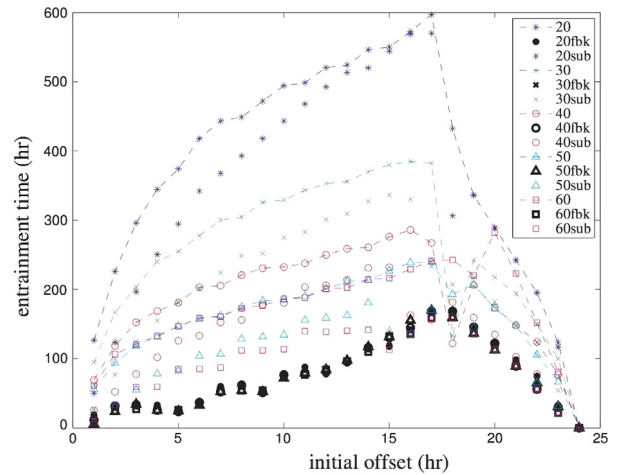 600
500
400
300
200
100
0
entrainment time (hr)
0
5
10
15
20
25
initial offset (hr)
20
20fbk
20sub
30
30fbk
30sub
40
40fbk
40sub
50
50fbk
50sub
60
60fbk
60sub